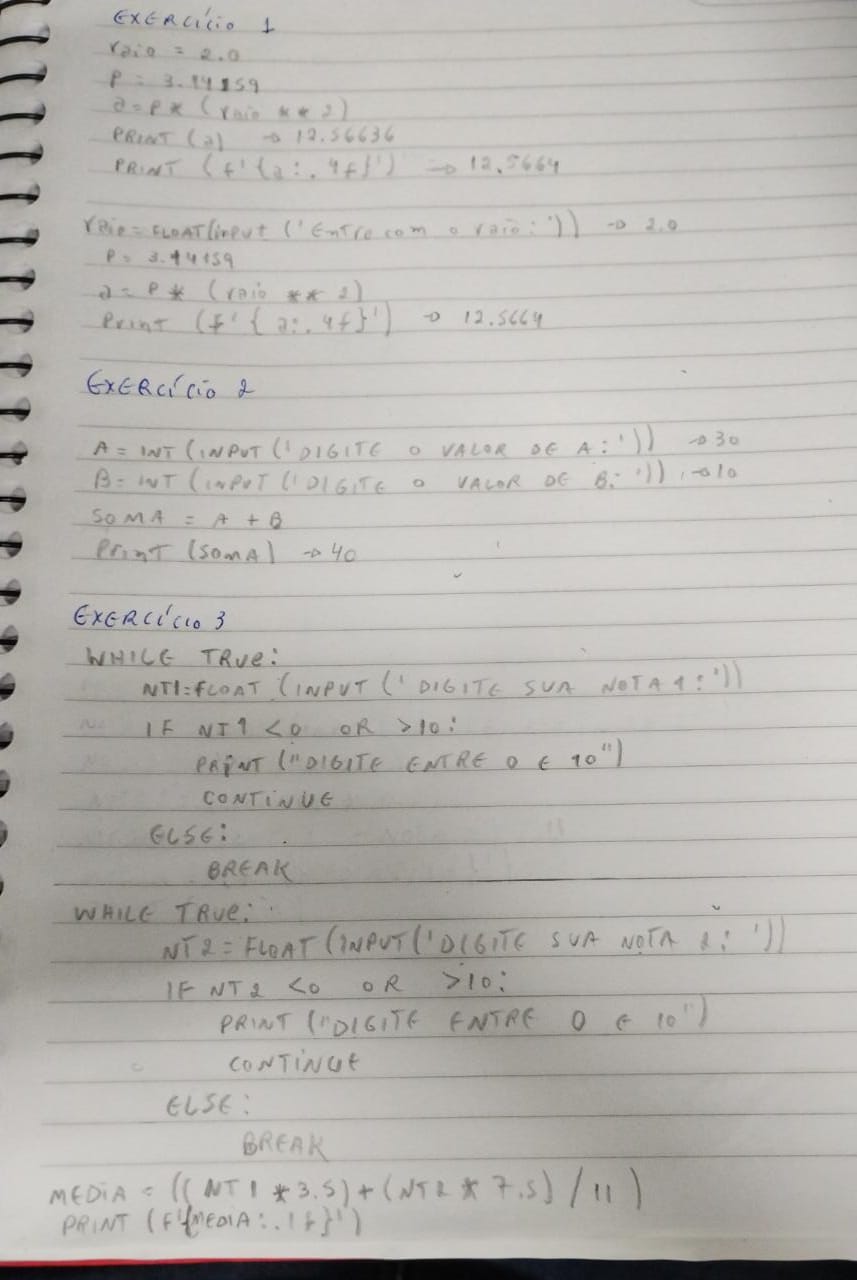 EXERCÍCIO 1
raio = 2.0
P = 3.14159
a = P * (raio ** 2)
PRINT (a) → 12.56636
PRINT (f'{a:.4f}') → 12.5664
raio = FLOAT(input ('Entre com o raio: ')) → 2.0
P = 3.14159
a = P * (raio ** 2)
Print (f'{a:.4f}') → 12.5664
EXERCÍCIO 2
A = INT (INPUT ('DIGITE O VALOR DE A: ')) → 30
B = INT (INPUT ('DIGITE O VALOR DE B: ')) → 10
SOMA = A + B
Print (SOMA) → 40
EXERCÍCIO 3
WHILE TRUE:
NT1 = FLOAT (INPUT ('DIGITE SUA NOTA 1: '))
IF NT1 <0 OR >10:
PRINT ("DIGITE ENTRE 0 E 10")
CONTINUE
ELSE:
BREAK
WHILE TRUE:
NT2 = FLOAT (INPUT ('DIGITE SUA NOTA 2: '))
IF NT2 <0 OR >10:
PRINT ("DIGITE ENTRE 0 E 10")
CONTINUE
ELSE:
BREAK
MEDIA = ((NT1 * 3.5) + (NT2 * 7.5) / 11)
PRINT (f'{MEDIA:.1f}')